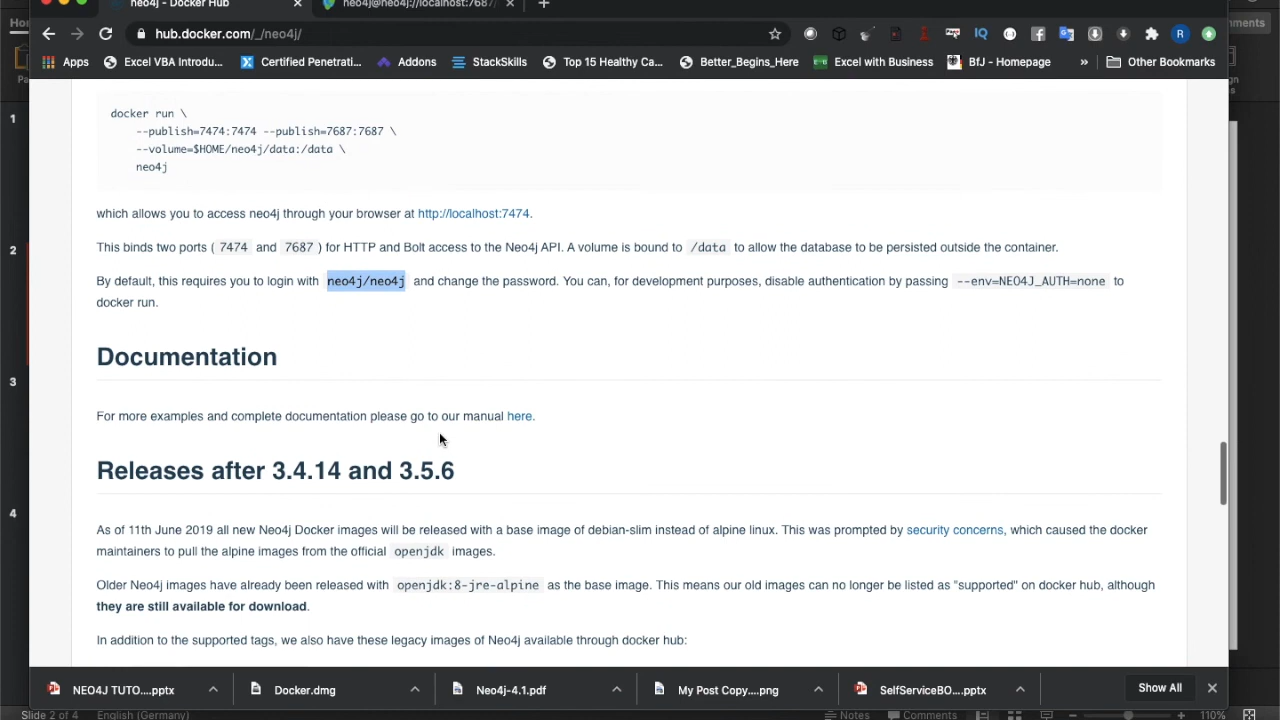 neo4j - Docker Hub
neo4j@neo4j://localhost:7687/
hub.docker.com/_/neo4j/
Apps Excel VBA Introdu... Certified Penetrati... Addons StackSkills Top 15 Healthy Ca... Better_Begins_Here Excel with Business BfJ - Homepage » Other Bookmarks
docker run \
--publish=7474:7474 --publish=7687:7687 \
--volume=$HOME/neo4j/data:/data \
neo4j
which allows you to access neo4j through your browser at http://localhost:7474.
This binds two ports ( 7474 and 7687 ) for HTTP and Bolt access to the Neo4j API. A volume is bound to /data to allow the database to be persisted outside the container.
By default, this requires you to login with neo4j/neo4j and change the password. You can, for development purposes, disable authentication by passing --env=NEO4J_AUTH=none to
docker run.
Documentation
For more examples and complete documentation please go to our manual here.
Releases after 3.4.14 and 3.5.6
As of 11th June 2019 all new Neo4j Docker images will be released with a base image of debian-slim instead of alpine linux. This was prompted by security concerns, which caused the docker
maintainers to pull the alpine images from the official openjdk images.
Older Neo4j images have already been released with openjdk:8-jre-alpine as the base image. This means our old images can no longer be listed as "supported" on docker hub, although
they are still available for download.
In addition to the supported tags, we also have these legacy images of Neo4j available through docker hub:
NEO4J TUTO....pptx Docker.dmg Neo4j-4.1.pdf My Post Copy....png SelfServiceBO....pptx Show All
1
2
3
4
Slide 2 of 4 English (Germany) Notes Comments 110%